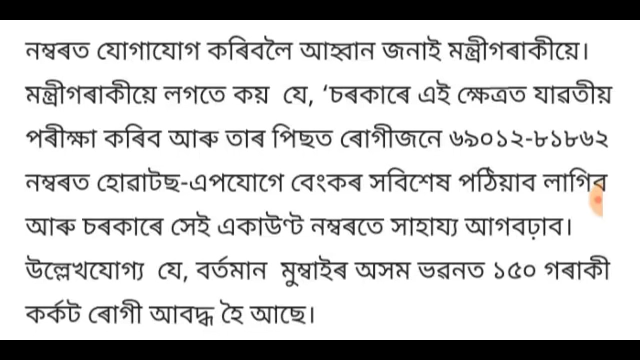 নম্বৰত যোগাযোগ কৰিবলৈ আহ্বান জনাই মন্ত্ৰীগৰাকীয়ে।
মন্ত্ৰীগৰাকীয়ে লগতে কয় যে, ‘চৰকাৰে এই ক্ষেত্ৰত যাৱতীয়
পৰীক্ষা কৰিব আৰু তাৰ পিছত ৰোগীজনে ৬৯০১২-৮১৮৬২
নম্বৰত হোৱাটছ-এপযোগে বেংকৰ সবিশেষ পঠিয়াব লাগিব
আৰু চৰকাৰে সেই একাউণ্ট নম্বৰতে সাহায্য আগবঢ়াব।
উল্লেখযোগ্য যে, বৰ্তমান মুম্বাইৰ অসম ভৱনত ১৫০ গৰাকী
কৰ্কট ৰোগী আবদ্ধ হৈ আছে।